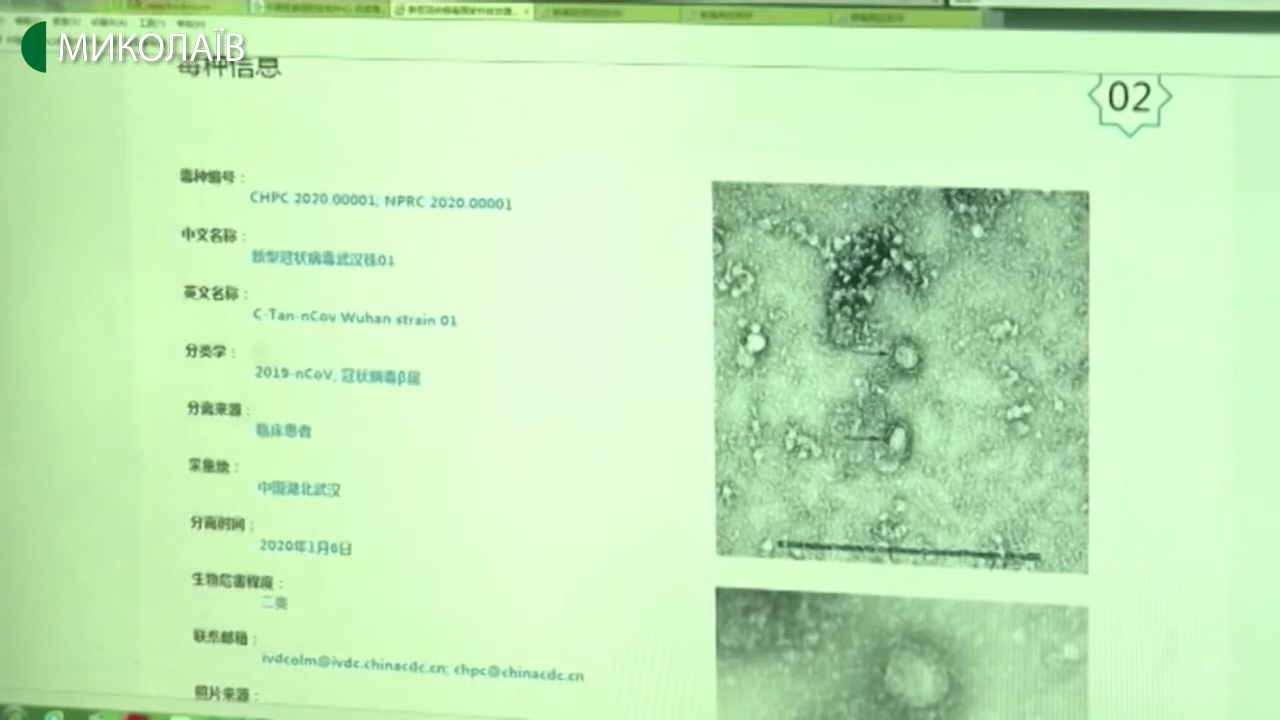 МИКОЛАЇВ
毒种信息
02
毒种编号：
CHPC 2020.00001; NPRC 2020.00001
中文名称：
新型冠状病毒武汉株01
英文名称：
C-Tan-nCov Wuhan strain 01
分类学：
2019-nCoV, 冠状病毒β属
分离来源：
临床患者
采集地：
中国湖北武汉
分离时间：
2020年1月6日
生物危害程度：
二类
联系邮箱：
ivdcolm@ivdc.chinacdc.cn; chpc@chinacdc.cn
照片来源：